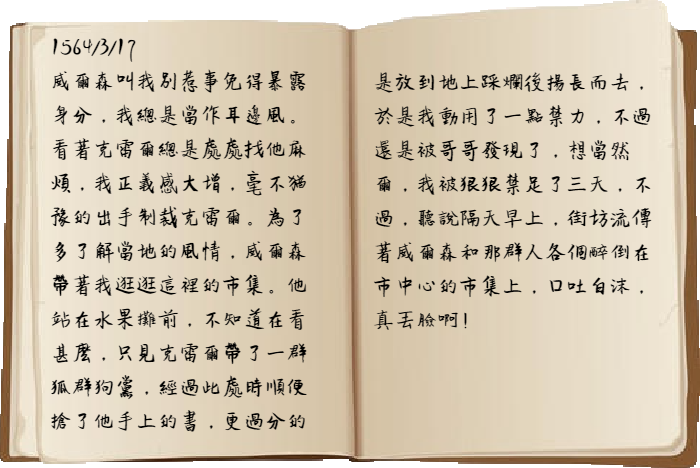 1564/3/17
威爾森叫我別惹事免得暴露
身分，我總是當作耳邊風。
看著克雷爾總是處處找他麻
煩，我正義感大增，毫不猶
豫的出手制裁克雷爾。為了
多了解當地的風情，威爾森
帶著我逛逛這裡的市集。他
站在水果攤前，不知道在看
甚麼，只見克雷爾帶了一群
狐群狗黨，經過此處時順便
搶了他手上的書，更過分的
是放到地上踩爛後揚長而去，
於是我動用了一點禁力，不過
還是被哥哥發現了，想當然
爾，我被狠狠禁足了三天，不
過，聽說隔天早上，街坊流傳
著威爾森和那群人各個醉倒在
市中心的市集上，口吐白沫，
真丟臉啊!